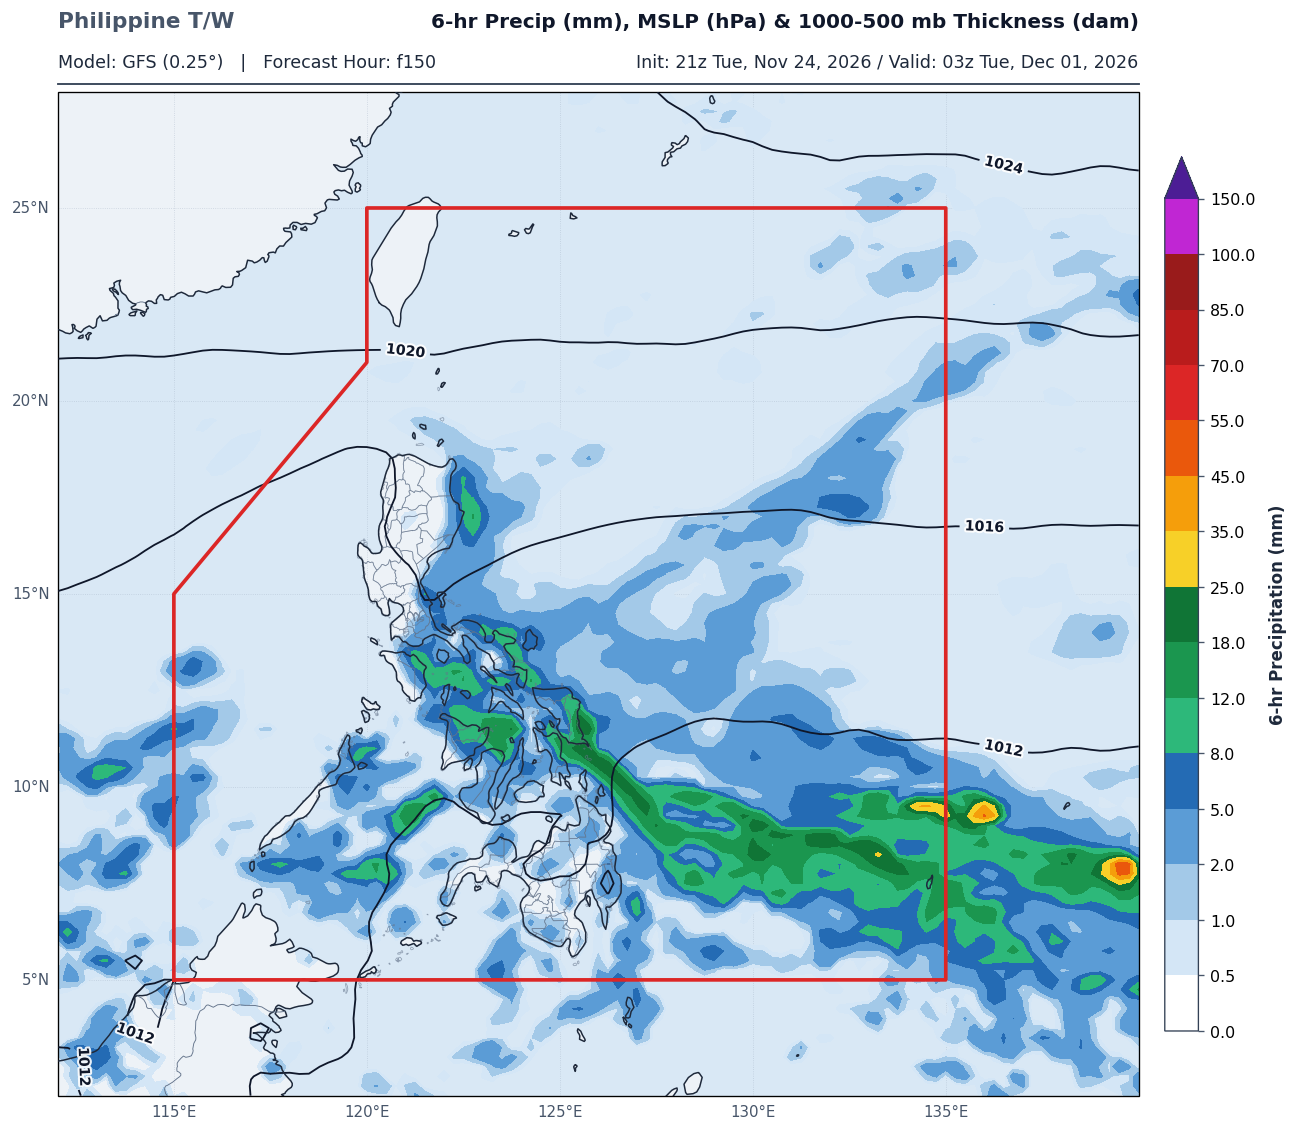 Philippine T/W
6-hr Precip (mm), MSLP (hPa) & 1000-500 mb Thickness (dam)
Model: GFS (0.25°) | Forecast Hour: f150
Init: 21z Tue, Nov 24, 2026 / Valid: 03z Tue, Dec 01, 2026
1024
25°N
1020
20°N
1016
15°N
1012
10°N
5°N
1012
1012
115°E
120°E
125°E
130°E
135°E
150.0
100.0
85.0
70.0
55.0
45.0
35.0
25.0
18.0
12.0
8.0
5.0
2.0
1.0
0.5
0.0
6-hr Precipitation (mm)